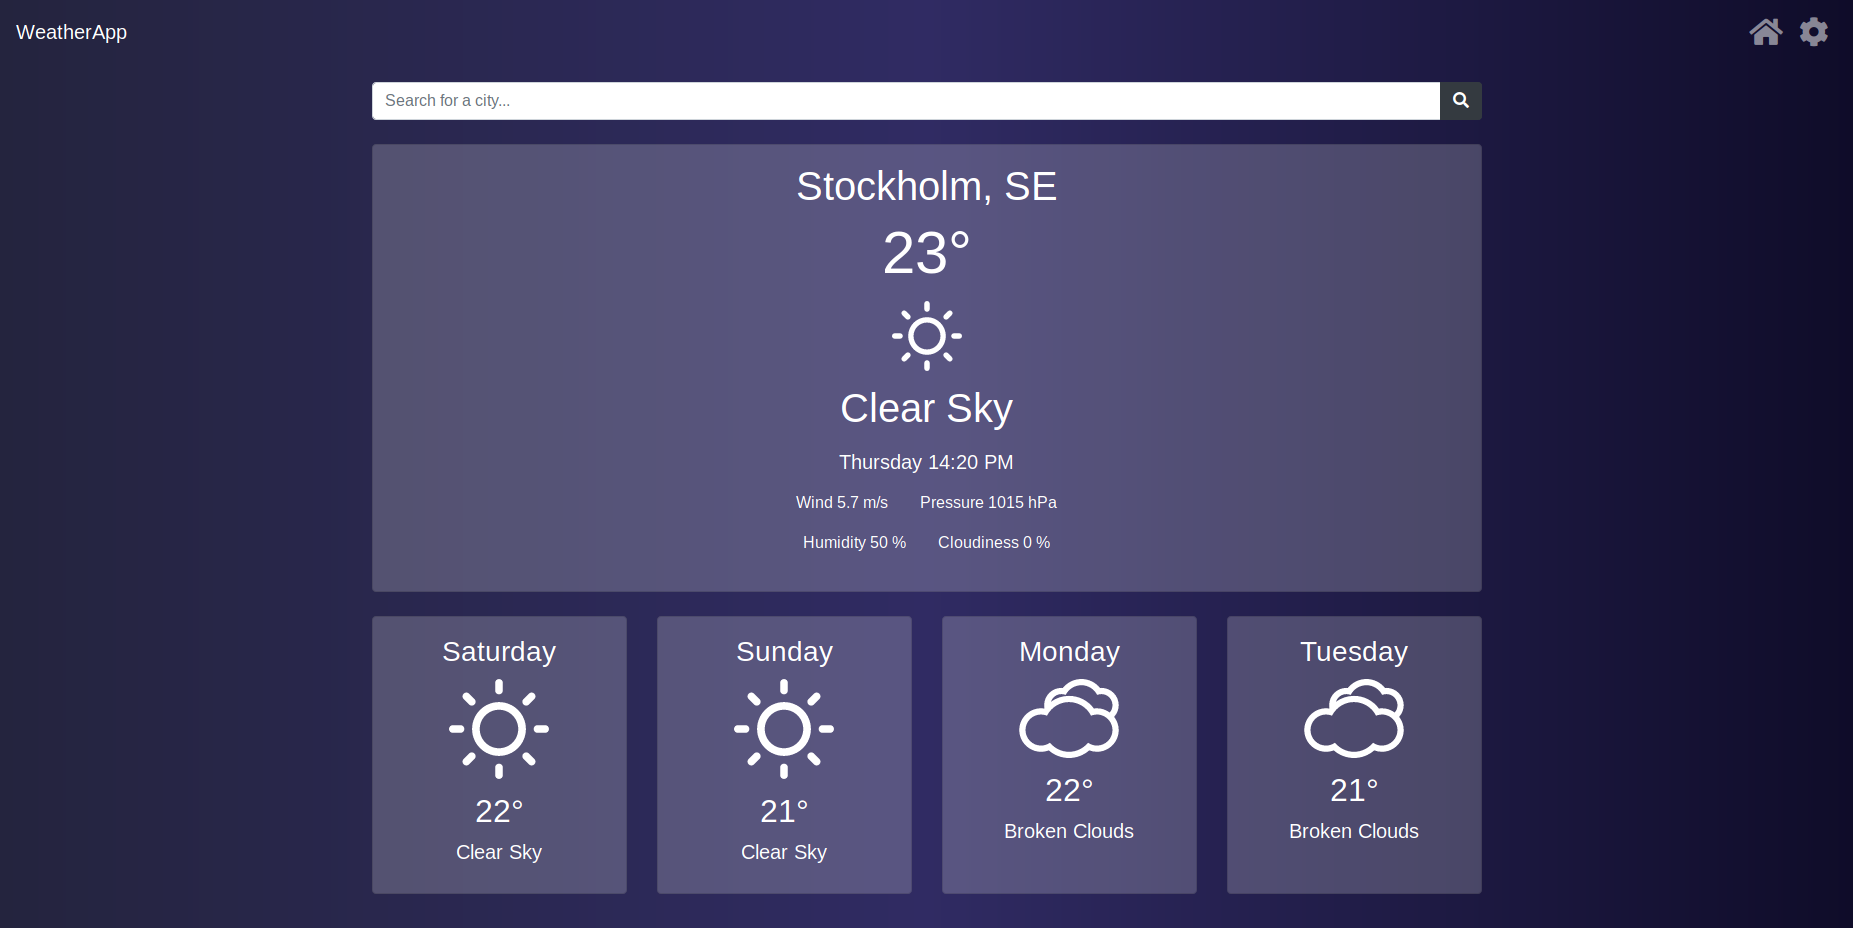 WeatherApp
Search for a city...
Stockholm, SE
23°
Clear Sky
Thursday 14:20 PM
Wind 5.7 m/s Pressure 1015 hPa
Humidity 50 % Cloudiness 0 %
Saturday
22°
Clear Sky
Sunday
21°
Clear Sky
Monday
22°
Broken Clouds
Tuesday
21°
Broken Clouds